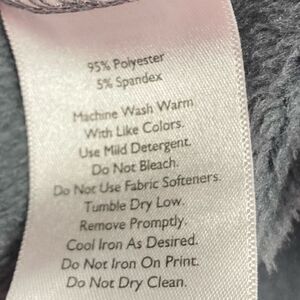 95% Polyester
5% Spandex
Machine Wash Warm
With Like Colors.
Use Mild Detergent.
Do Not Bleach.
Do Not Use Fabric Softeners.
Tumble Dry Low.
Remove Promptly.
Cool Iron As Desired.
Do Not Iron On Print.
Do Not Dry Clean.